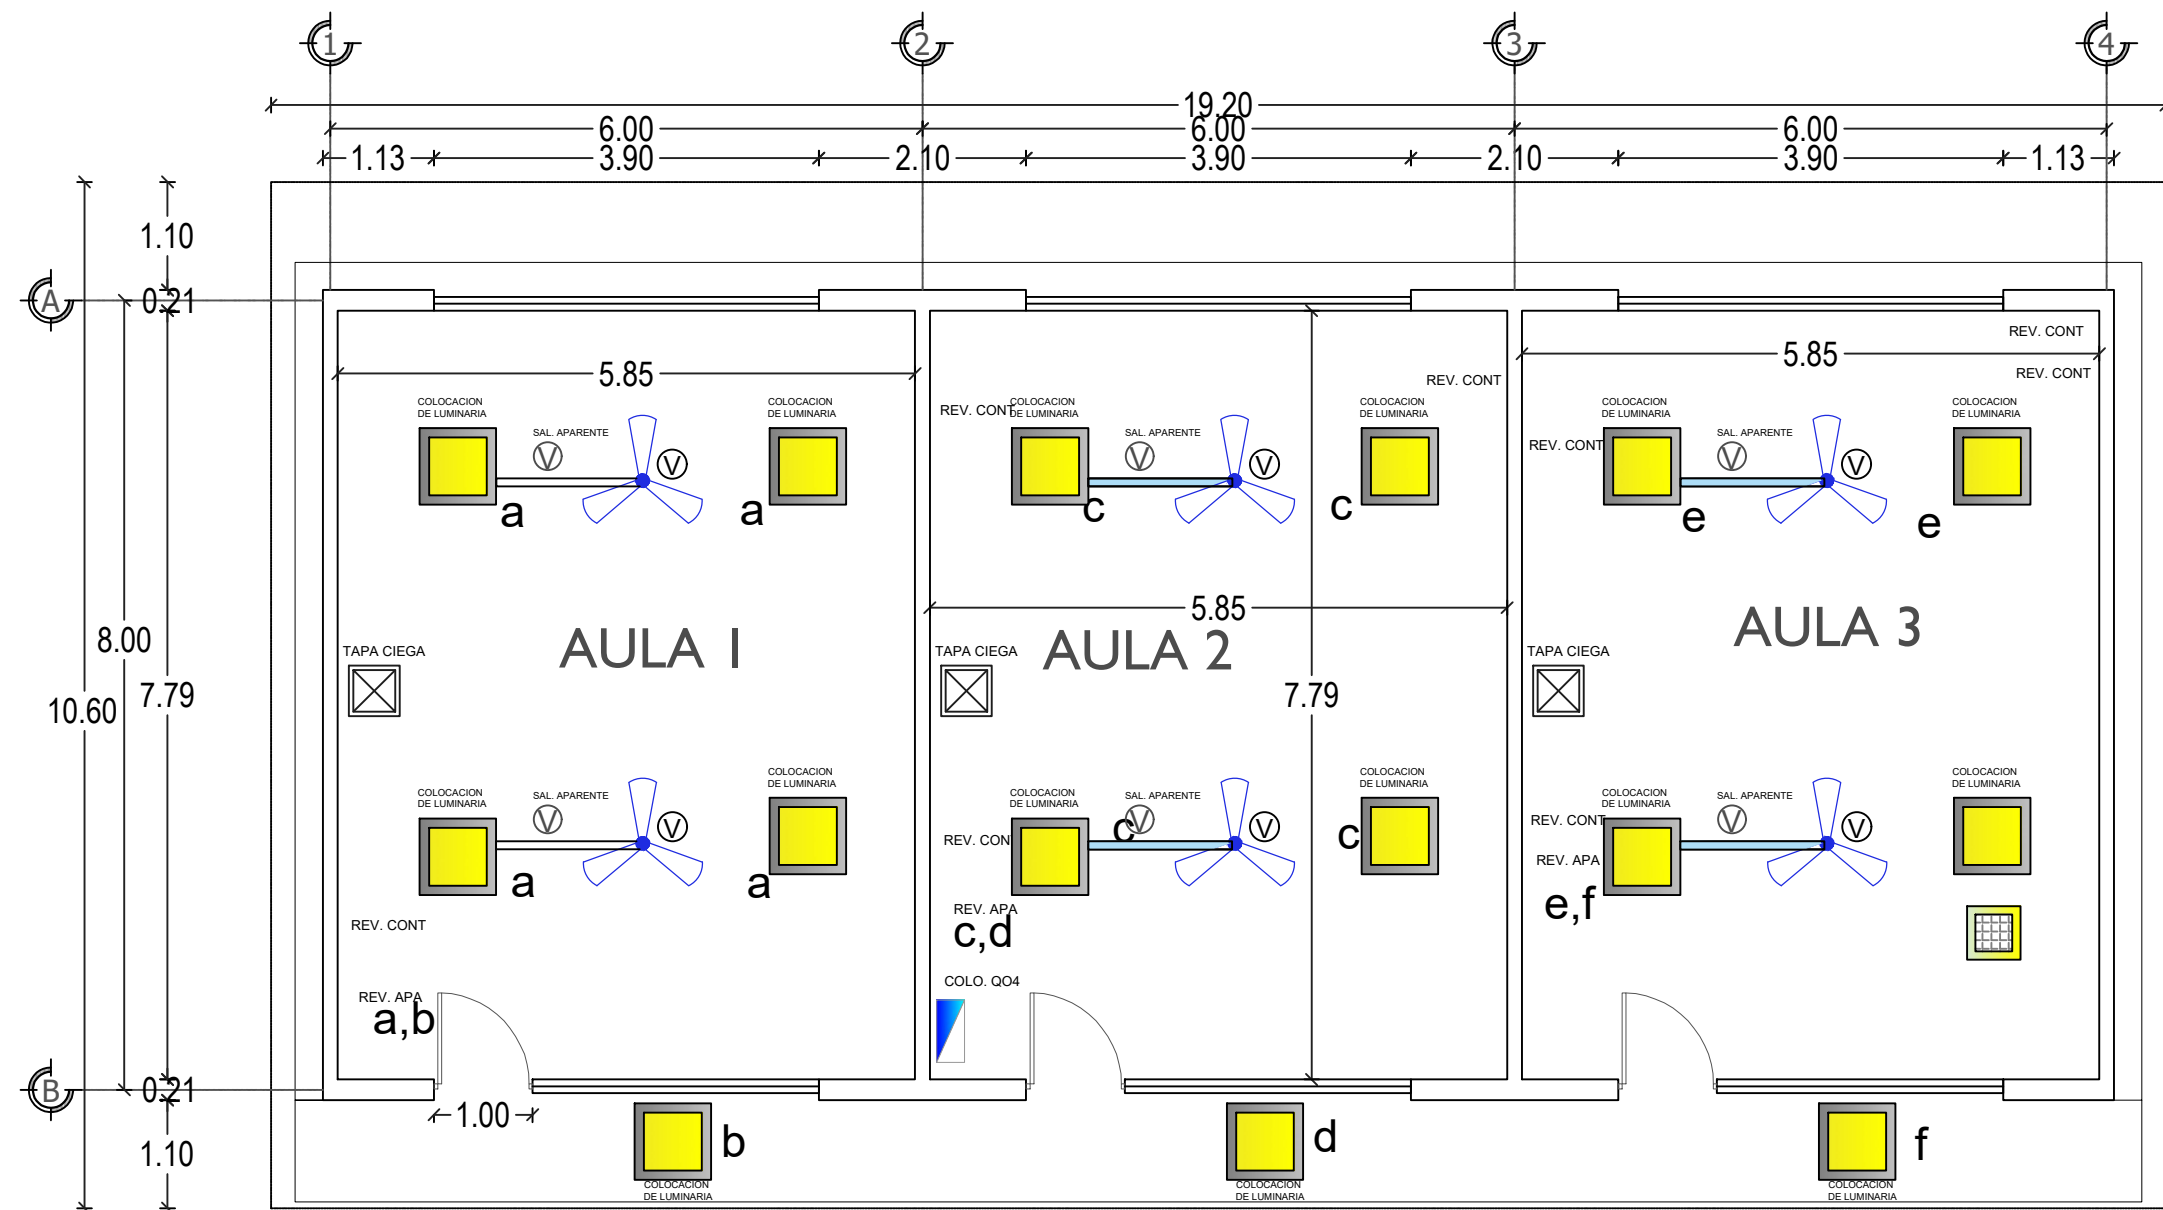 1 2 3 4
19.20
6.00 6.00 6.00
1.13 3.90 2.10 3.90 2.10 3.90 1.13
1.10
A 0.21
REV. CONT
5.85 5.85
REV. CONT REV. CONT
COLOCACION COLOCACION COLOCACION COLOCACION COLOCACION COLOCACION
DE LUMINARIA DE LUMINARIA REV. CONT DE LUMINARIA DE LUMINARIA DE LUMINARIA DE LUMINARIA
SAL. APARENTE SAL. APARENTE SAL. APARENTE
REV. CONT
V V V V V V
a a c c e e
5.85
8.00
AULA 1 AULA 2 AULA 3
TAPA CIEGA TAPA CIEGA TAPA CIEGA
10.60 7.79 7.79
COLOCACION COLOCACION COLOCACION
DE LUMINARIA DE LUMINARIA DE LUMINARIA
COLOCACION COLOCACION COLOCACION
DE LUMINARIA DE LUMINARIA DE LUMINARIA
SAL. APARENTE SAL. APARENTE SAL. APARENTE
V V V V V V
REV. CONT
c c
REV. CON
REV. APA
a a
e,f
REV. APA
REV. CONT c,d
COLO. QO4
REV. APA
a,b
B 0.21
1.00
1.10
b d f
COLOCACION COLOCACION COLOCACION
DE LUMINARIA DE LUMINARIA DE LUMINARIA